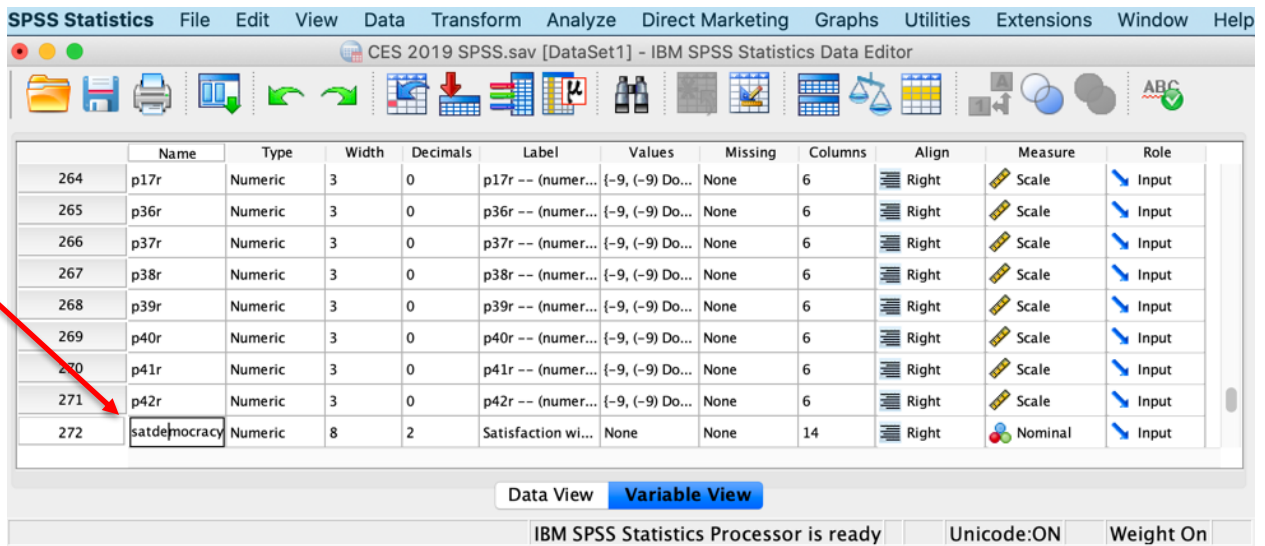 SPSS Statistics File Edit View Data Transform Analyze Direct Marketing Graphs Utilities Extensions Window Help
CES 2019 SPSS.sav [DataSet1] - IBM SPSS Statistics Data Editor
A 1 μ ABC
Name Type Width Decimals Label Values Missing Columns Align Measure Role
264 p17r Numeric 3 0 p17r -- (numer... {-9, (-9) Do... None 6 Right Scale Input
265 p36r Numeric 3 0 p36r -- (numer... {-9, (-9) Do... None 6 Right Scale Input
266 p37r Numeric 3 0 p37r -- (numer... {-9, (-9) Do... None 6 Right Scale Input
267 p38r Numeric 3 0 p38r -- (numer... {-9, (-9) Do... None 6 Right Scale Input
268 p39r Numeric 3 0 p39r -- (numer... {-9, (-9) Do... None 6 Right Scale Input
269 p40r Numeric 3 0 p40r -- (numer... {-9, (-9) Do... None 6 Right Scale Input
270 p41r Numeric 3 0 p41r -- (numer... {-9, (-9) Do... None 6 Right Scale Input
271 p42r Numeric 3 0 p42r -- (numer... {-9, (-9) Do... None 6 Right Scale Input
272 satdemocracy Numeric 8 2 Satisfaction wi... None None 14 Right Nominal Input
Data View Variable View
IBM SPSS Statistics Processor is ready Unicode:ON Weight On